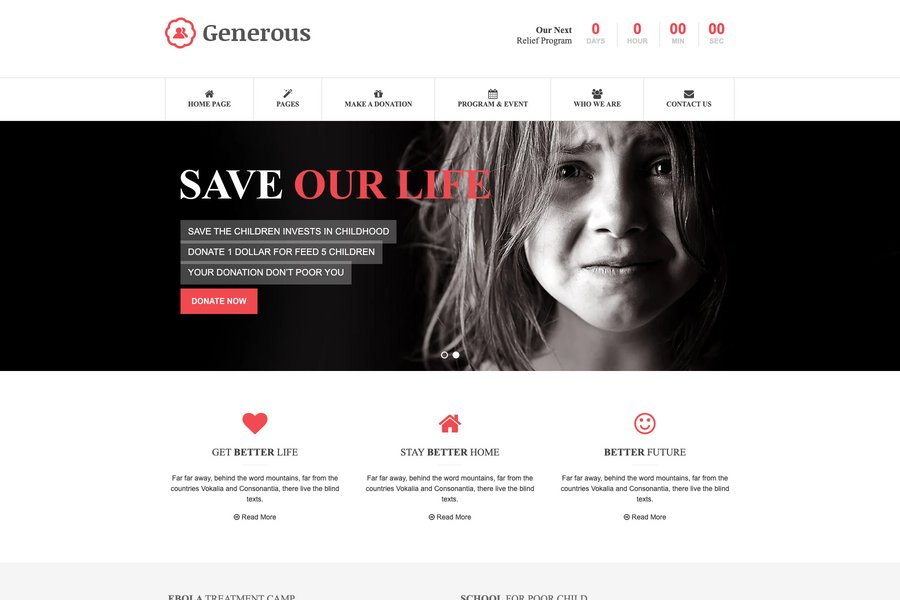 Generous
Our Next
Relief Program
0 0 00 00
DAYS HOUR MIN SEC
HOME PAGE PAGES MAKE A DONATION PROGRAM & EVENT WHO WE ARE CONTACT US
SAVE OUR LIFE
SAVE THE CHILDREN INVESTS IN CHILDHOOD
DONATE 1 DOLLAR FOR FEED 5 CHILDREN
YOUR DONATION DON'T POOR YOU
DONATE NOW
GET BETTER LIFE
Far far away, behind the word mountains, far from the
countries Vokalia and Consonantia, there live the blind
texts.
Read More
STAY BETTER HOME
Far far away, behind the word mountains, far from the
countries Vokalia and Consonantia, there live the blind
texts.
Read More
BETTER FUTURE
Far far away, behind the word mountains, far from the
countries Vokalia and Consonantia, there live the blind
texts.
Read More
EBOLA TREATMENT CAMP
SCHOOL FOR POOR CHILD